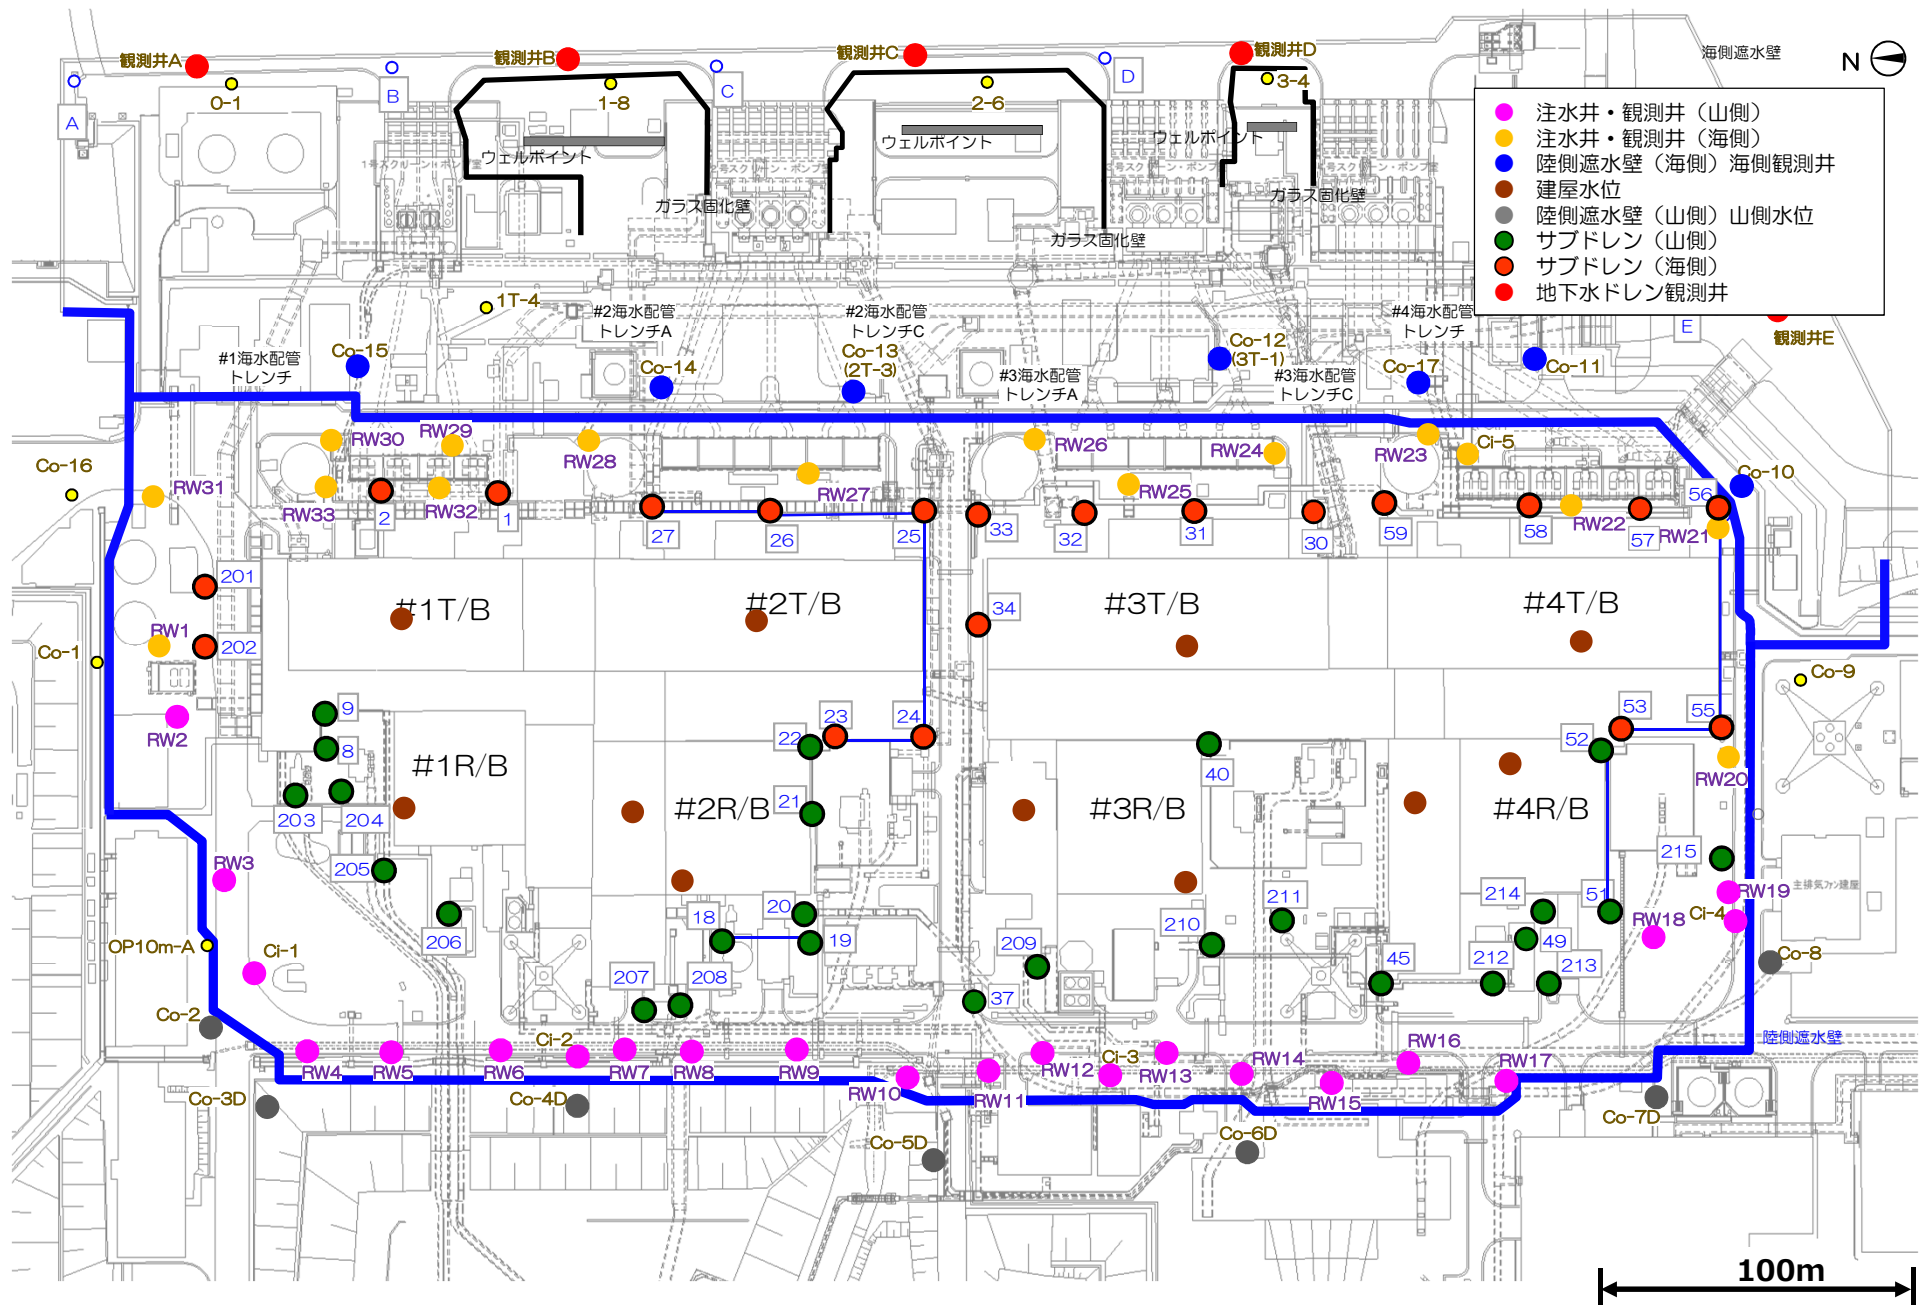 観測井A
観測井B
観測井C
観測井D
海側遮水壁
N
A
0-1
B
1-8
C
2-6
D
3-4
注水井・観測井（山側）
注水井・観測井（海側）
陸側遮水壁（海側）海側観測井
建屋水位
陸側遮水壁（山側）山側水位
サブドレン（山側）
サブドレン（海側）
地下水ドレン観測井
ウェルポイント
ウェルポイント
ウェルポイント
ガラス固化壁
ガラス固化壁
ガラス固化壁
1T-4
#2海水配管
トレンチA
#2海水配管
トレンチC
#4海水配管
トレンチ
E
観測井E
#1海水配管
トレンチ
Co-15
Co-14
Co-13
(2T-3)
#3海水配管
トレンチA
Co-12
(3T-1)
#3海水配管
トレンチC
Co-17
Co-11
RW30
RW29
RW28
RW26
RW24
RW23
Ci-5
Co-16
RW31
RW33
2
RW32
1
27
26
RW27
25
33
32
RW25
31
30
59
58
RW22
57
RW21
56
Co-10
201
#1T/B
#2T/B
34
#3T/B
#4T/B
RW1
202
Co-1
RW2
9
8
#1R/B
203
204
205
206
#2R/B
22
23
24
21
20
19
18
207
208
40
#3R/B
#4R/B
52
53
55
Co-9
RW20
215
RW3
OP10m-A
Ci-1
37
209
210
211
45
212
49
213
214
51
RW18
RW19
Ci-4
主排気ファン建屋
Co-8
Co-2
陸側遮水壁
RW4
RW5
RW6
Ci-2
RW7
RW8
RW9
RW10
RW11
RW12
Ci-3
RW13
RW14
RW15
RW16
RW17
Co-3D
Co-4D
Co-5D
Co-6D
Co-7D
100m